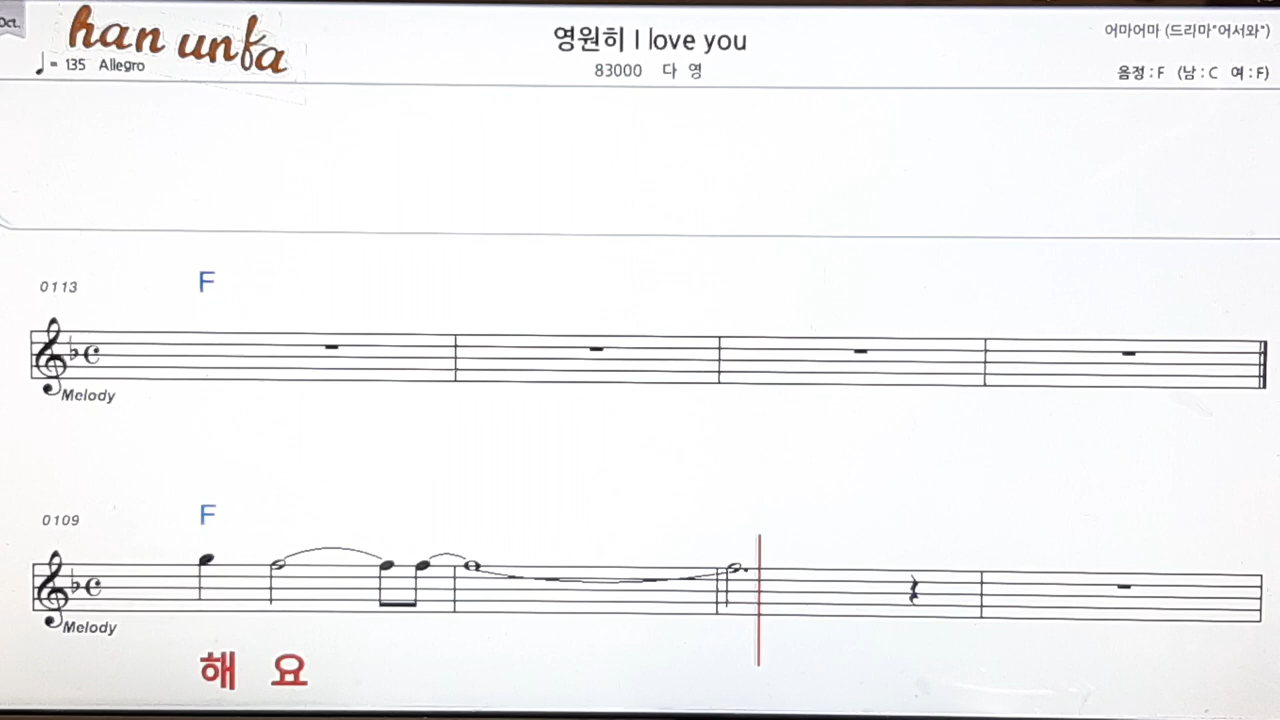 Oct.
han unfa
♩= 135 Allegro
영원히 I love you
83000 다 영
어마어마 (드라마"어서와")
음정 : F (남 : C 여 : F)
0113
F
Melody
0109
F
Melody
해 요